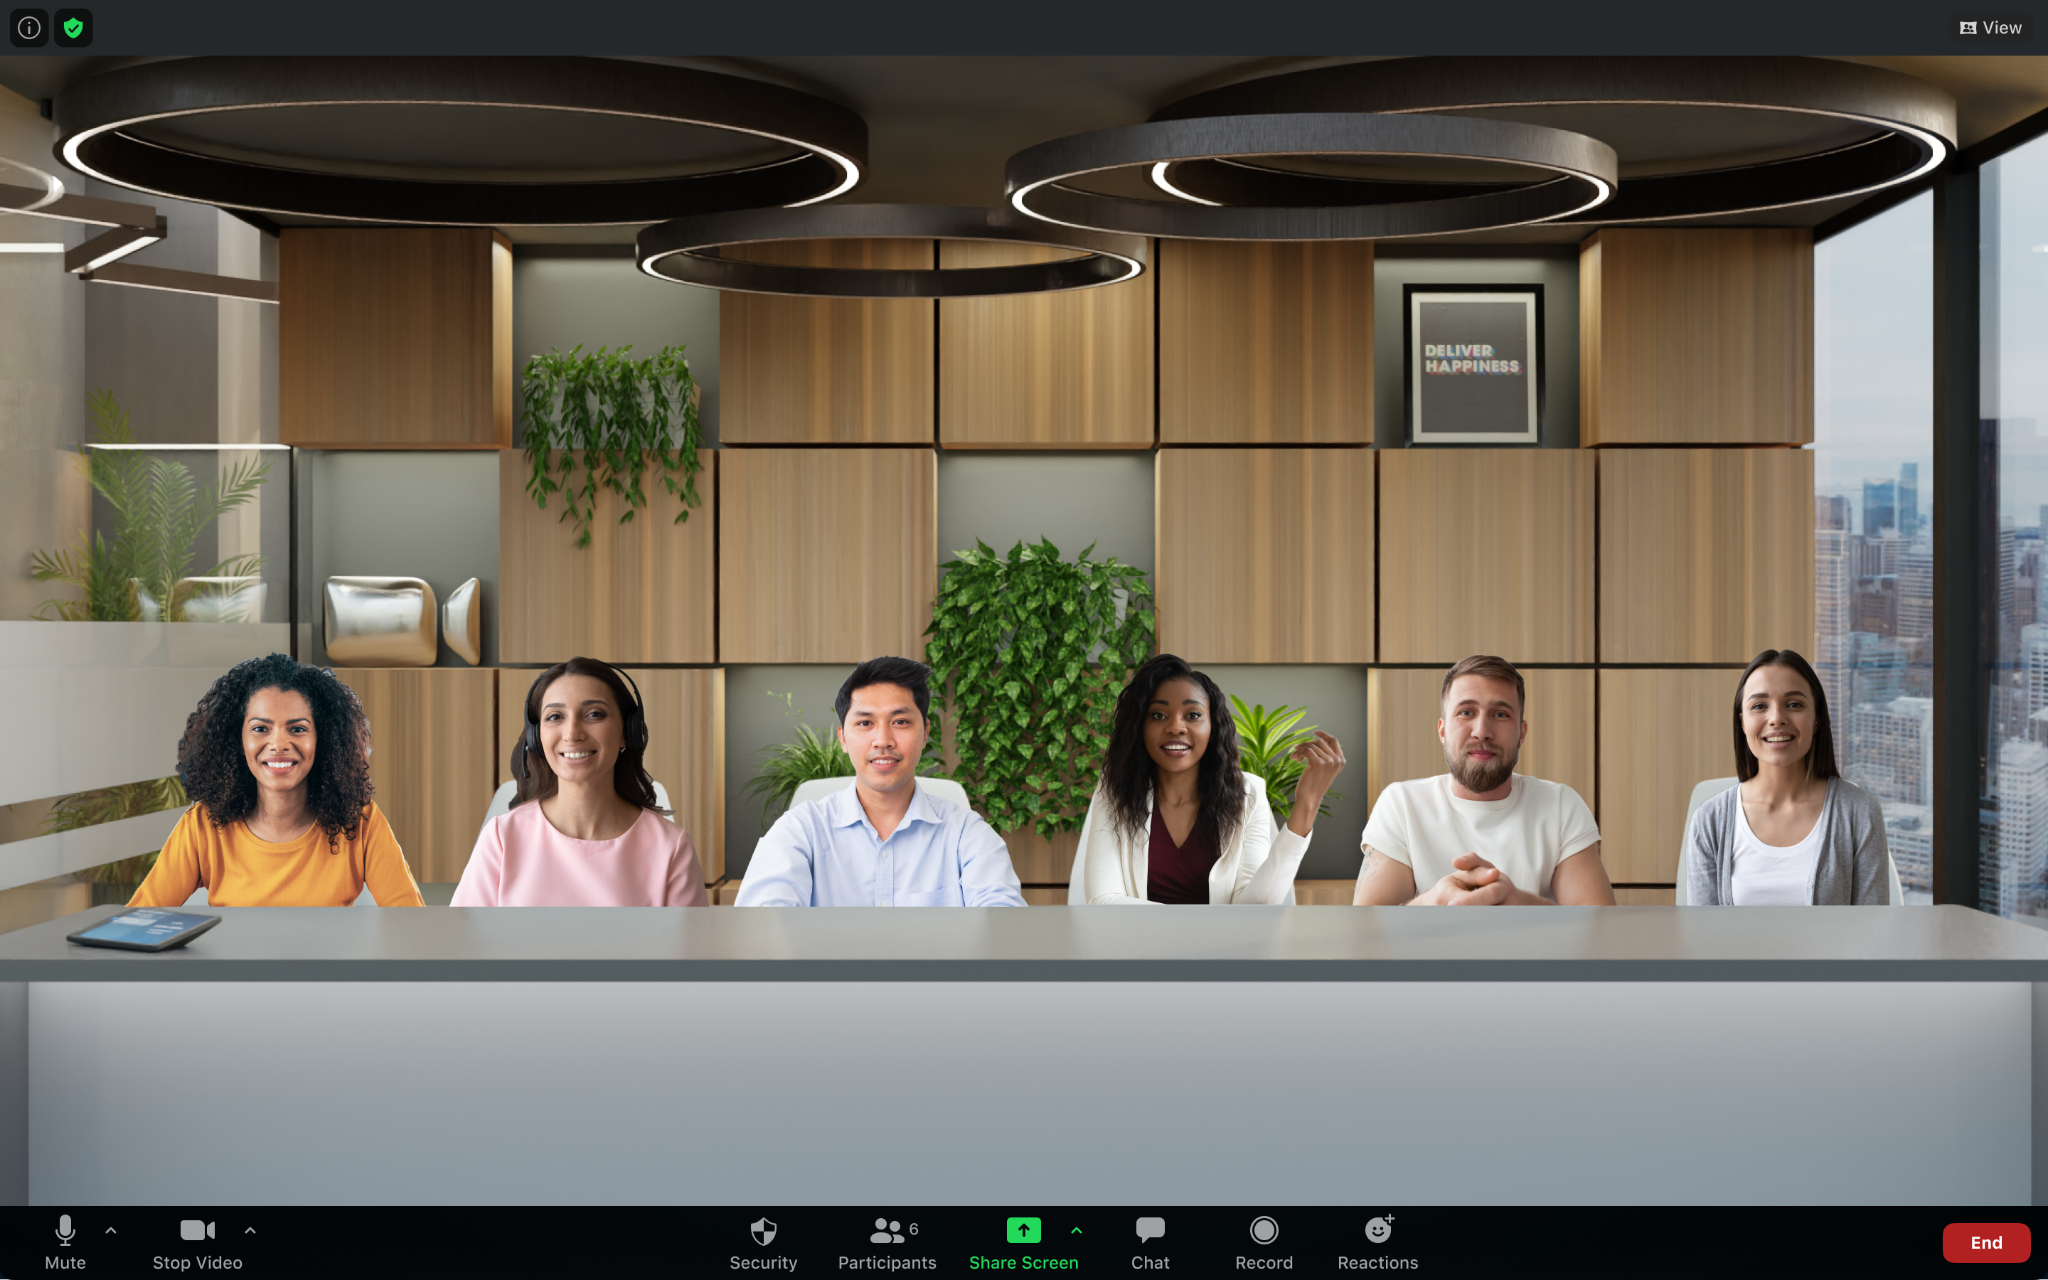 View
DELIVER
HAPPINESS
6
Mute
Stop Video
Security
Participants
Share Screen
Chat
Record
Reactions
End